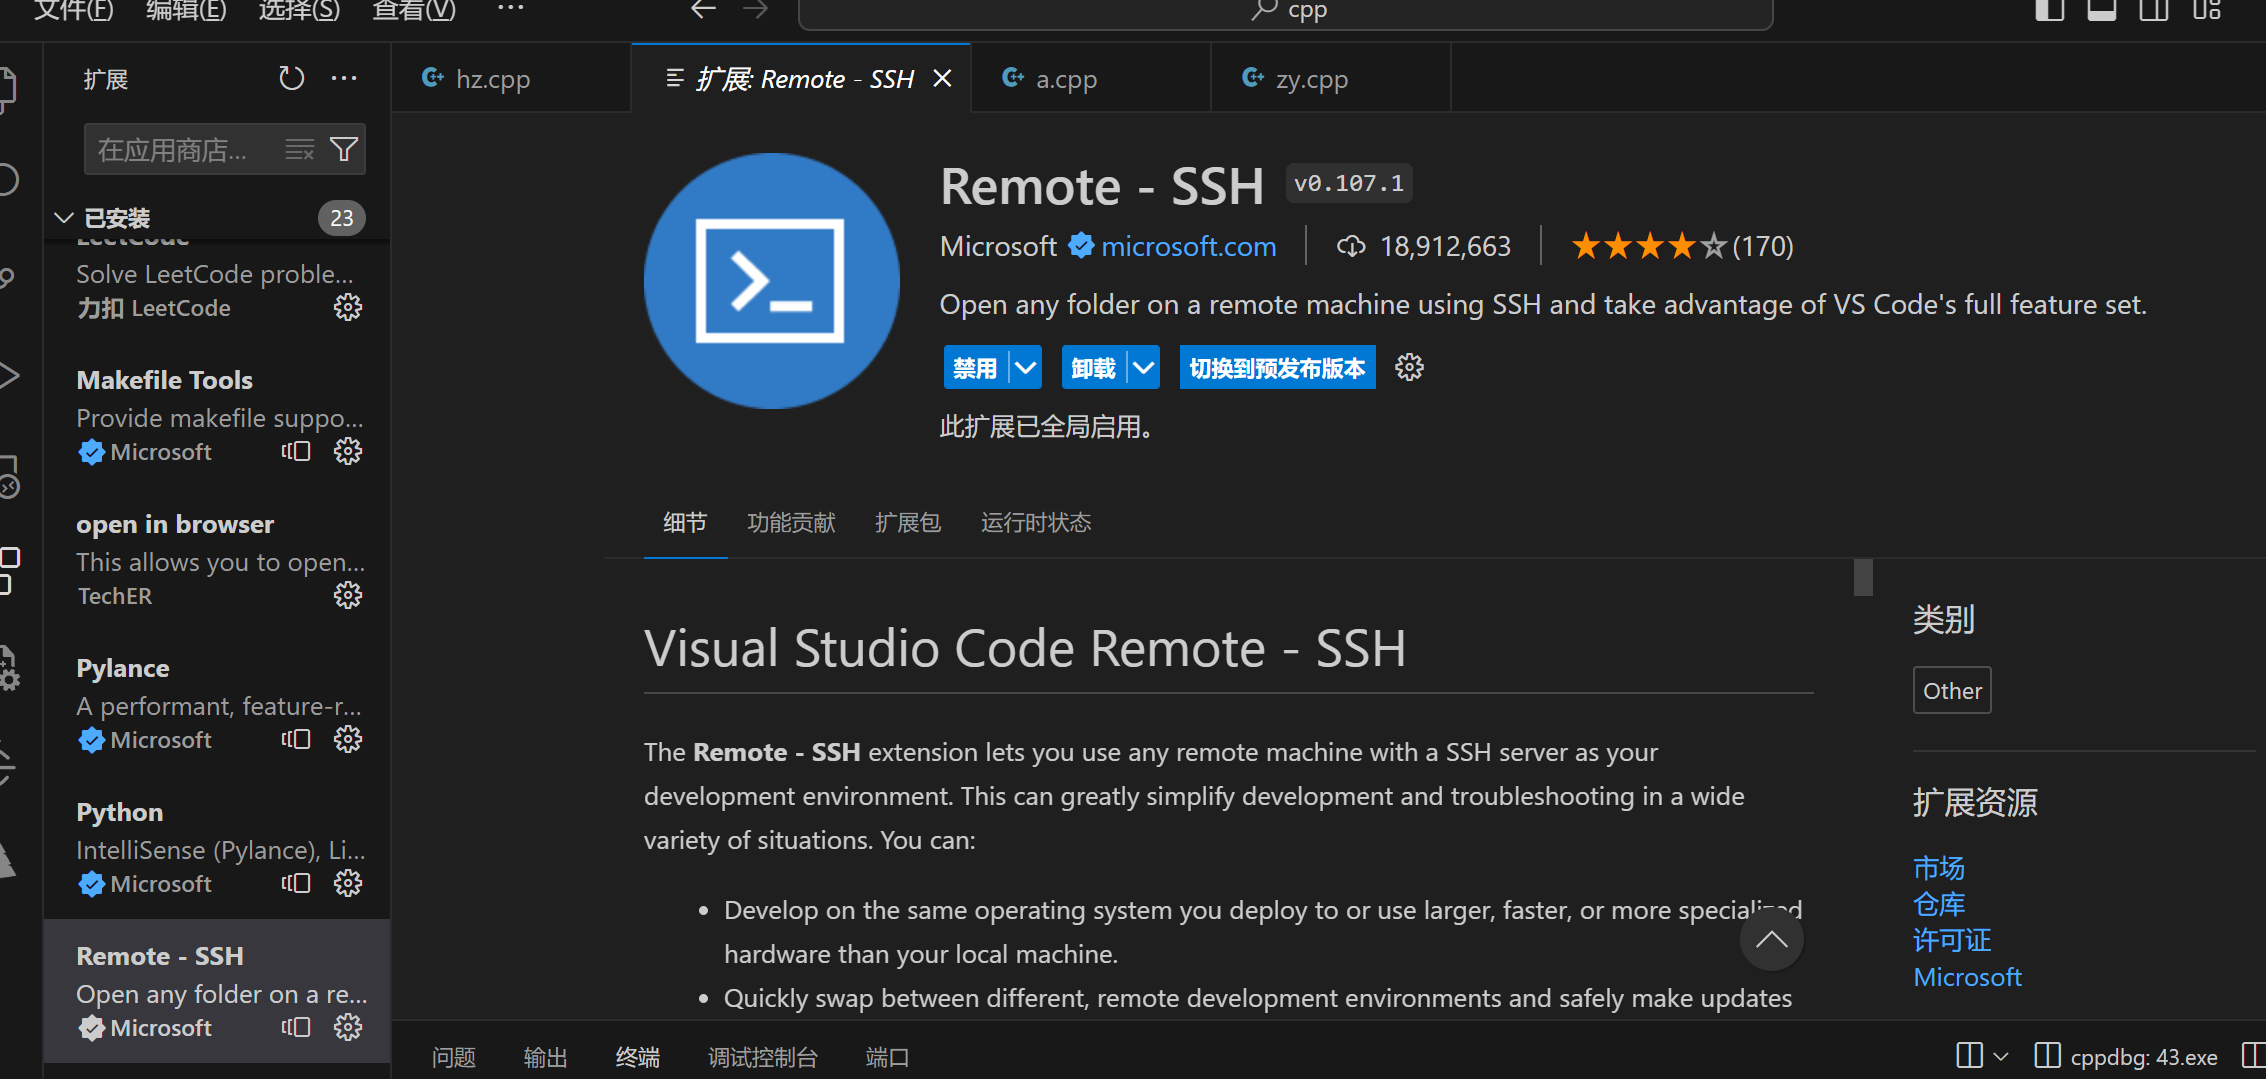 文件(F) 编辑(E) 选择(S) 查看(V) ···
cpp
扩展
hz.cpp
扩展: Remote - SSH
a.cpp
zy.cpp
在应用商店...
已安装 23
LeetCode
Solve LeetCode proble...
力扣 LeetCode
Makefile Tools
Provide makefile suppo...
Microsoft
open in browser
This allows you to open...
TechER
Pylance
A performant, feature-r...
Microsoft
Python
IntelliSense (Pylance), Li...
Microsoft
Remote - SSH
Open any folder on a re...
Microsoft
Remote - SSH v0.107.1
Microsoft microsoft.com 18,912,663 (170)
Open any folder on a remote machine using SSH and take advantage of VS Code's full feature set.
禁用 卸载 切换到预发布版本
此扩展已全局启用。
细节 功能贡献 扩展包 运行时状态
Visual Studio Code Remote - SSH
The Remote - SSH extension lets you use any remote machine with a SSH server as your
development environment. This can greatly simplify development and troubleshooting in a wide
variety of situations. You can:
• Develop on the same operating system you deploy to or use larger, faster, or more specialized
hardware than your local machine.
• Quickly swap between different, remote development environments and safely make updates
类别
Other
扩展资源
市场
仓库
许可证
Microsoft
问题 输出 终端 调试控制台 端口
cppdbg: 43.exe